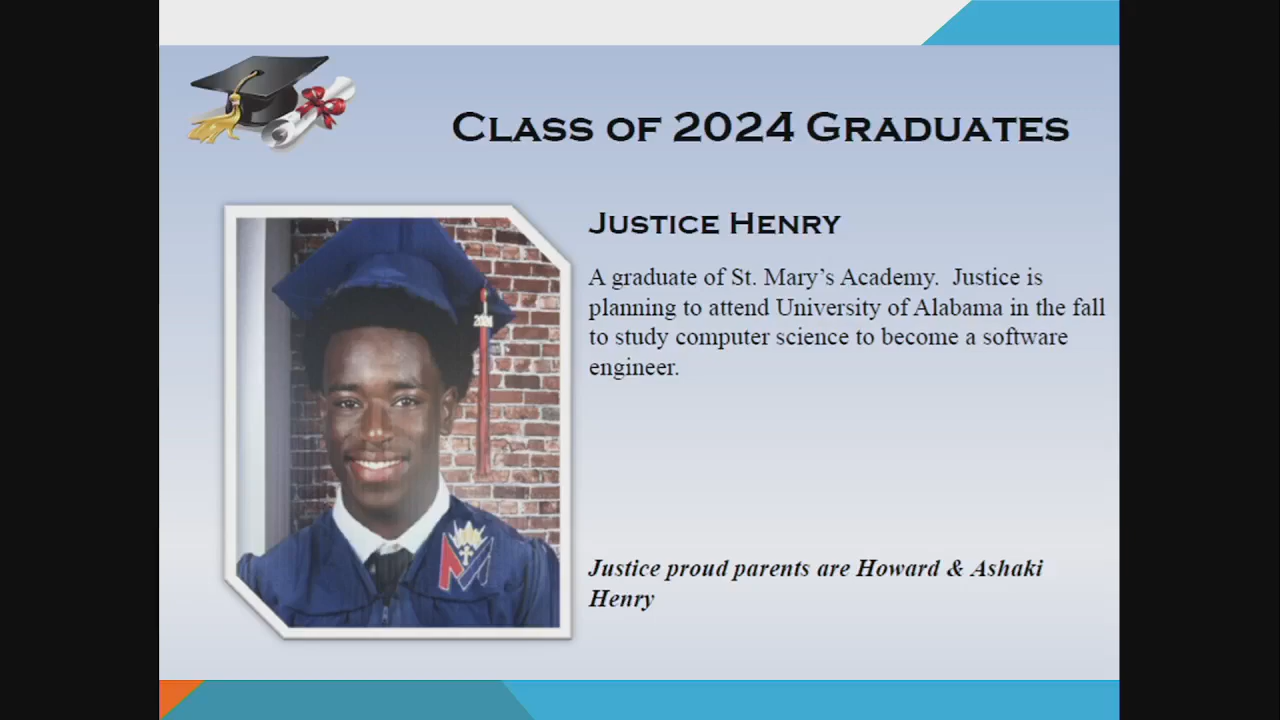 Class of 2024 Graduates
Justice Henry
A graduate of St. Mary's Academy.  Justice is
planning to attend University of Alabama in the fall
to study computer science to become a software
engineer.
2024
M
Justice proud parents are Howard & Ashaki
Henry